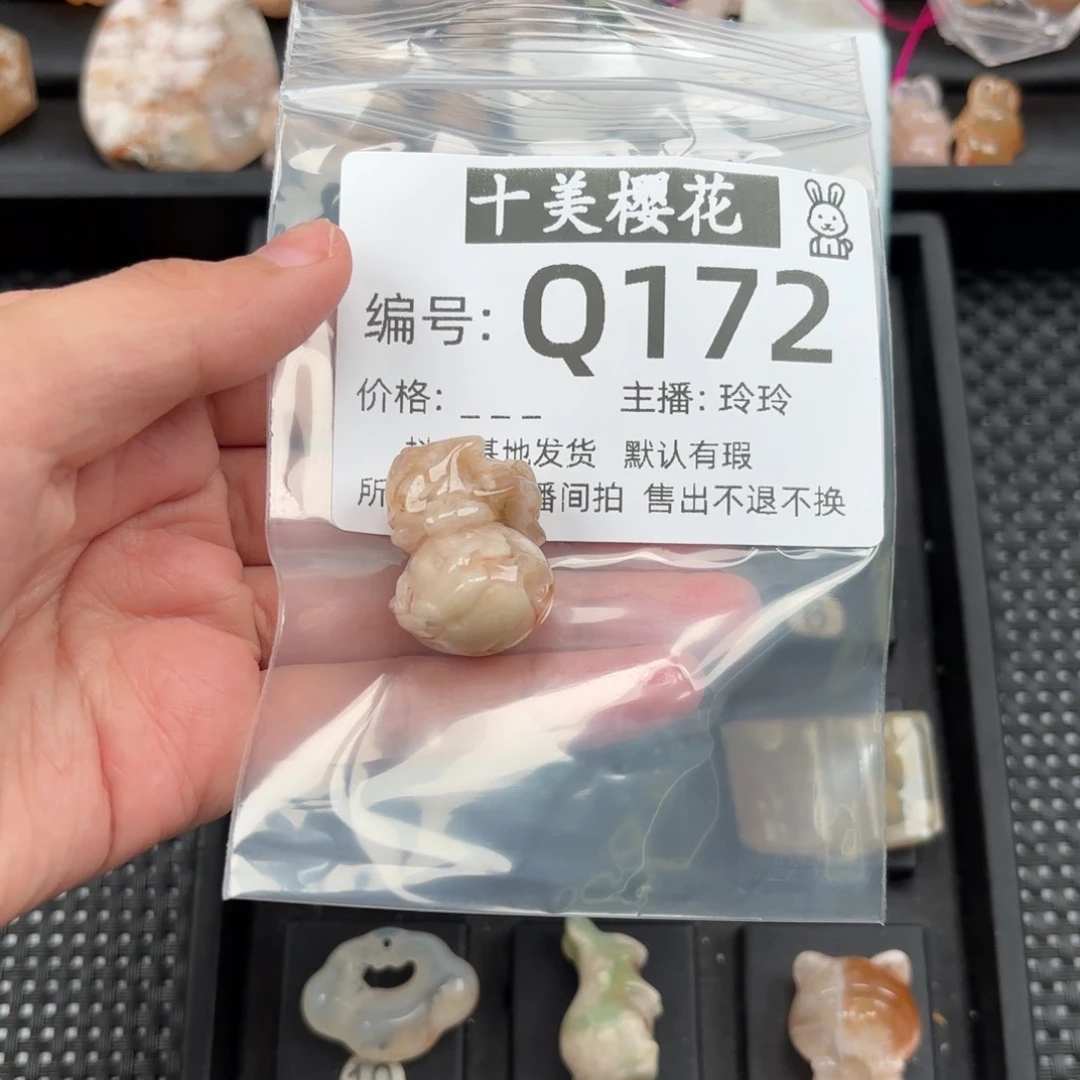 十美樱花
编号: Q172
价格: _ _ _ 主播: 玲玲
基地发货 默认有瑕
所 播间拍 售出不退不换
10